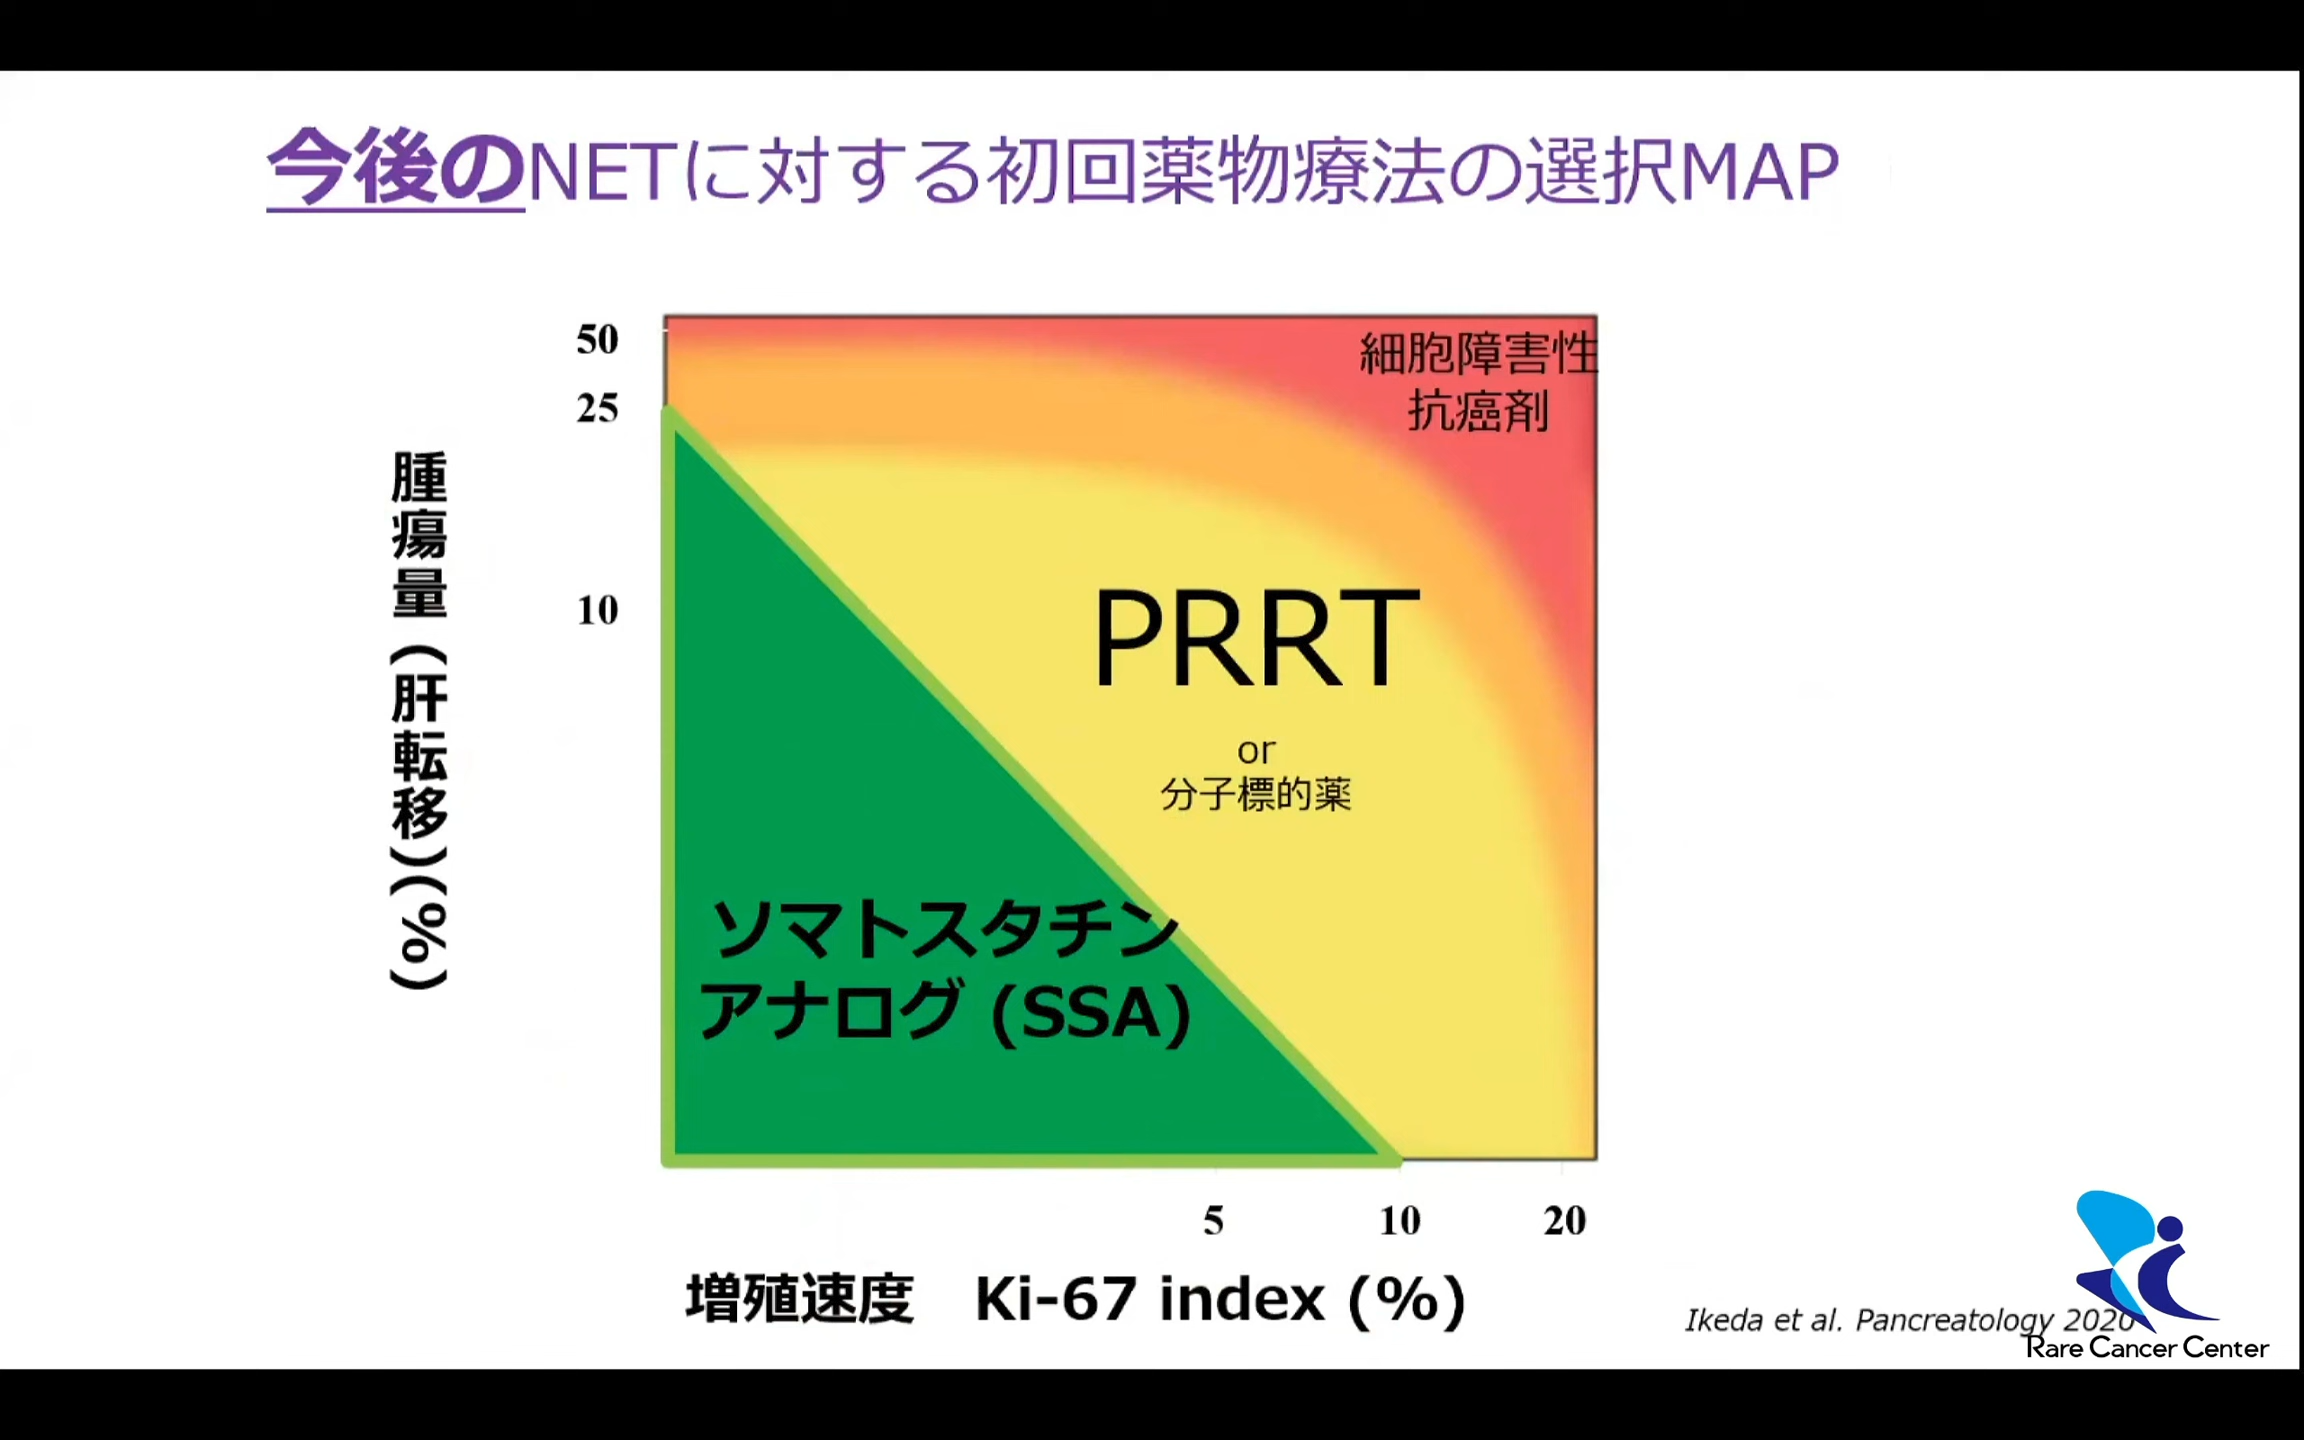 今後のNETに対する初回薬物療法の選択MAP
50
25
10
腫瘍量(肝転移)(%)
細胞障害性
抗癌剤
PRRT
or
分子標的薬
ソマトスタチン
アナログ (SSA)
5 10 20
増殖速度 Ki-67 index (%)
Ikeda et al. Pancreatology 2020
Rare Cancer Center